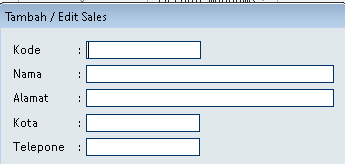 Tambah / Edit Sales
Kode :
Nama :
Alamat :
Kota :
Telepone :